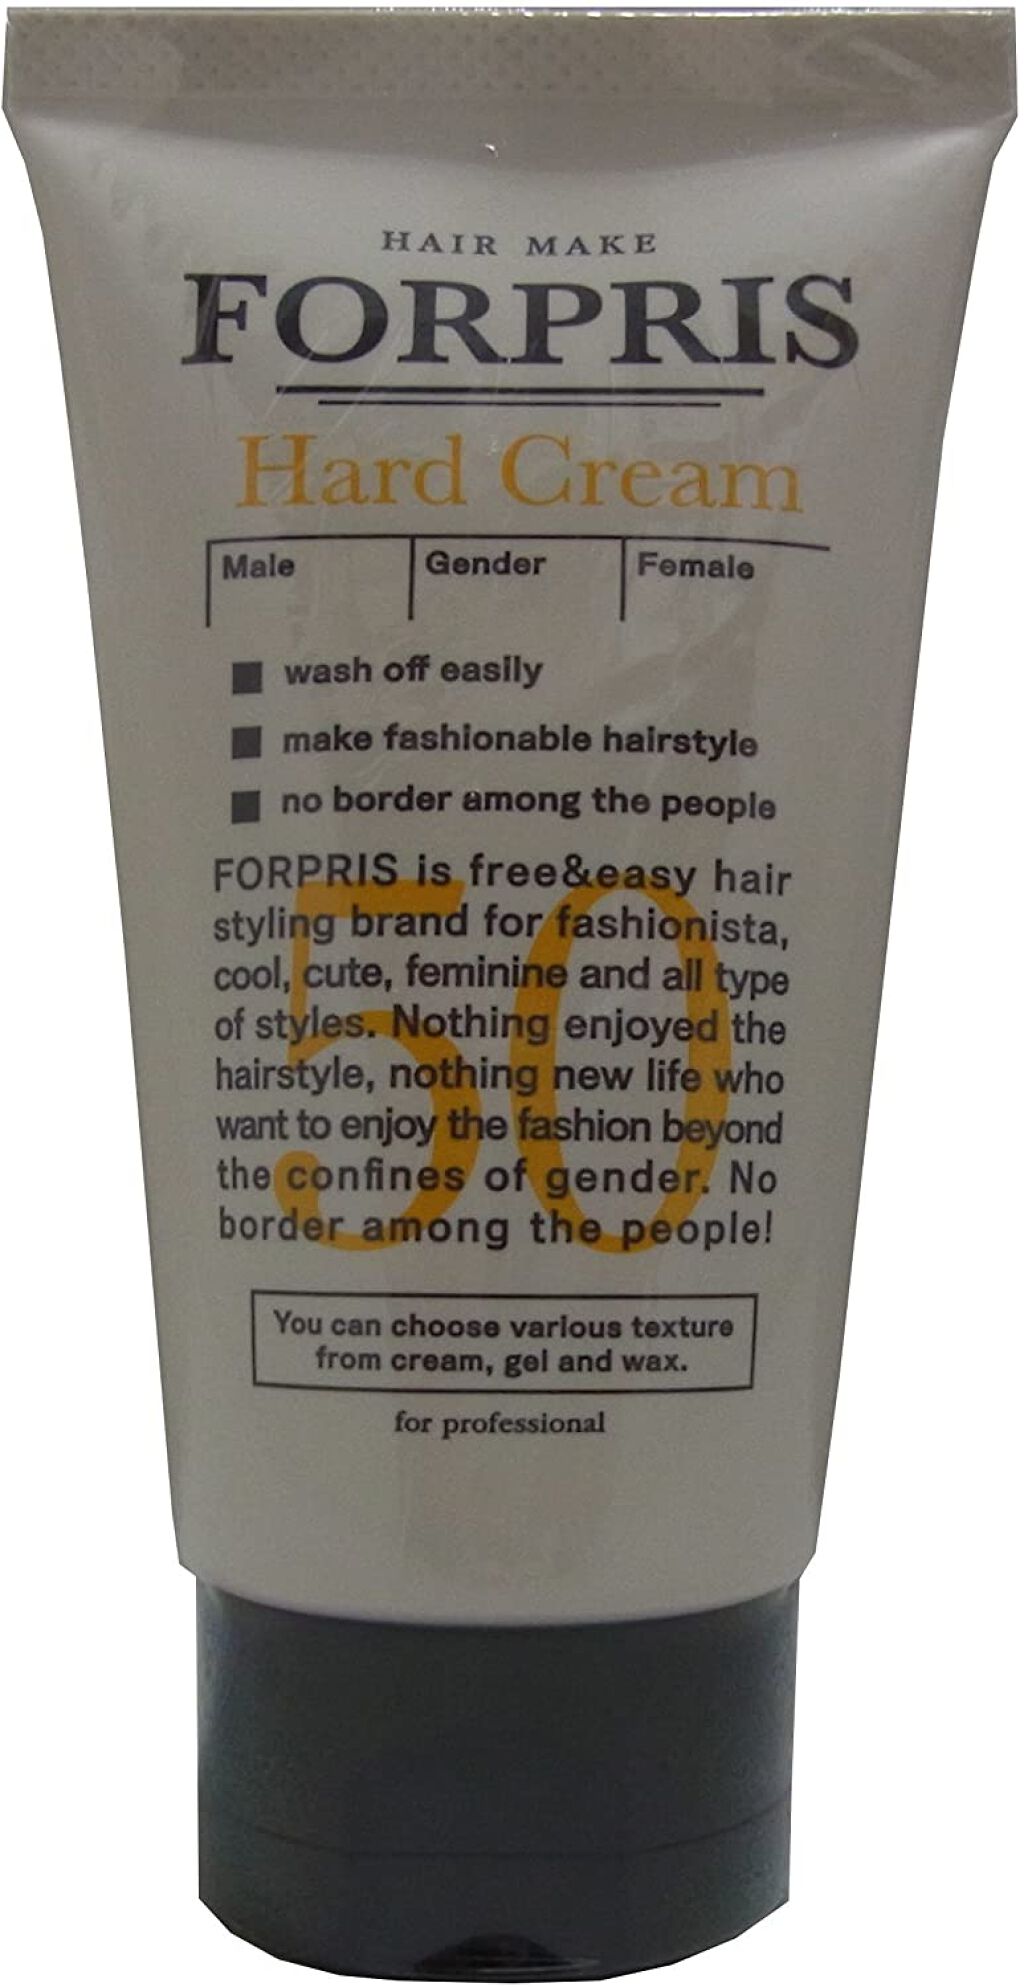 HAIR MAKE
FORPRIS
Hard Cream
Male Gender Female
wash off easily
make fashionable hairstyle
no border among the people
50
FORPRIS is free&easy hair
styling brand for fashionista,
cool, cute, feminine and all type
of styles. Nothing enjoyed the
hairstyle, nothing new life who
want to enjoy the fashion beyond
the confines of gender. No
border among the people!
You can choose various texture
from cream, gel and wax.
for professional